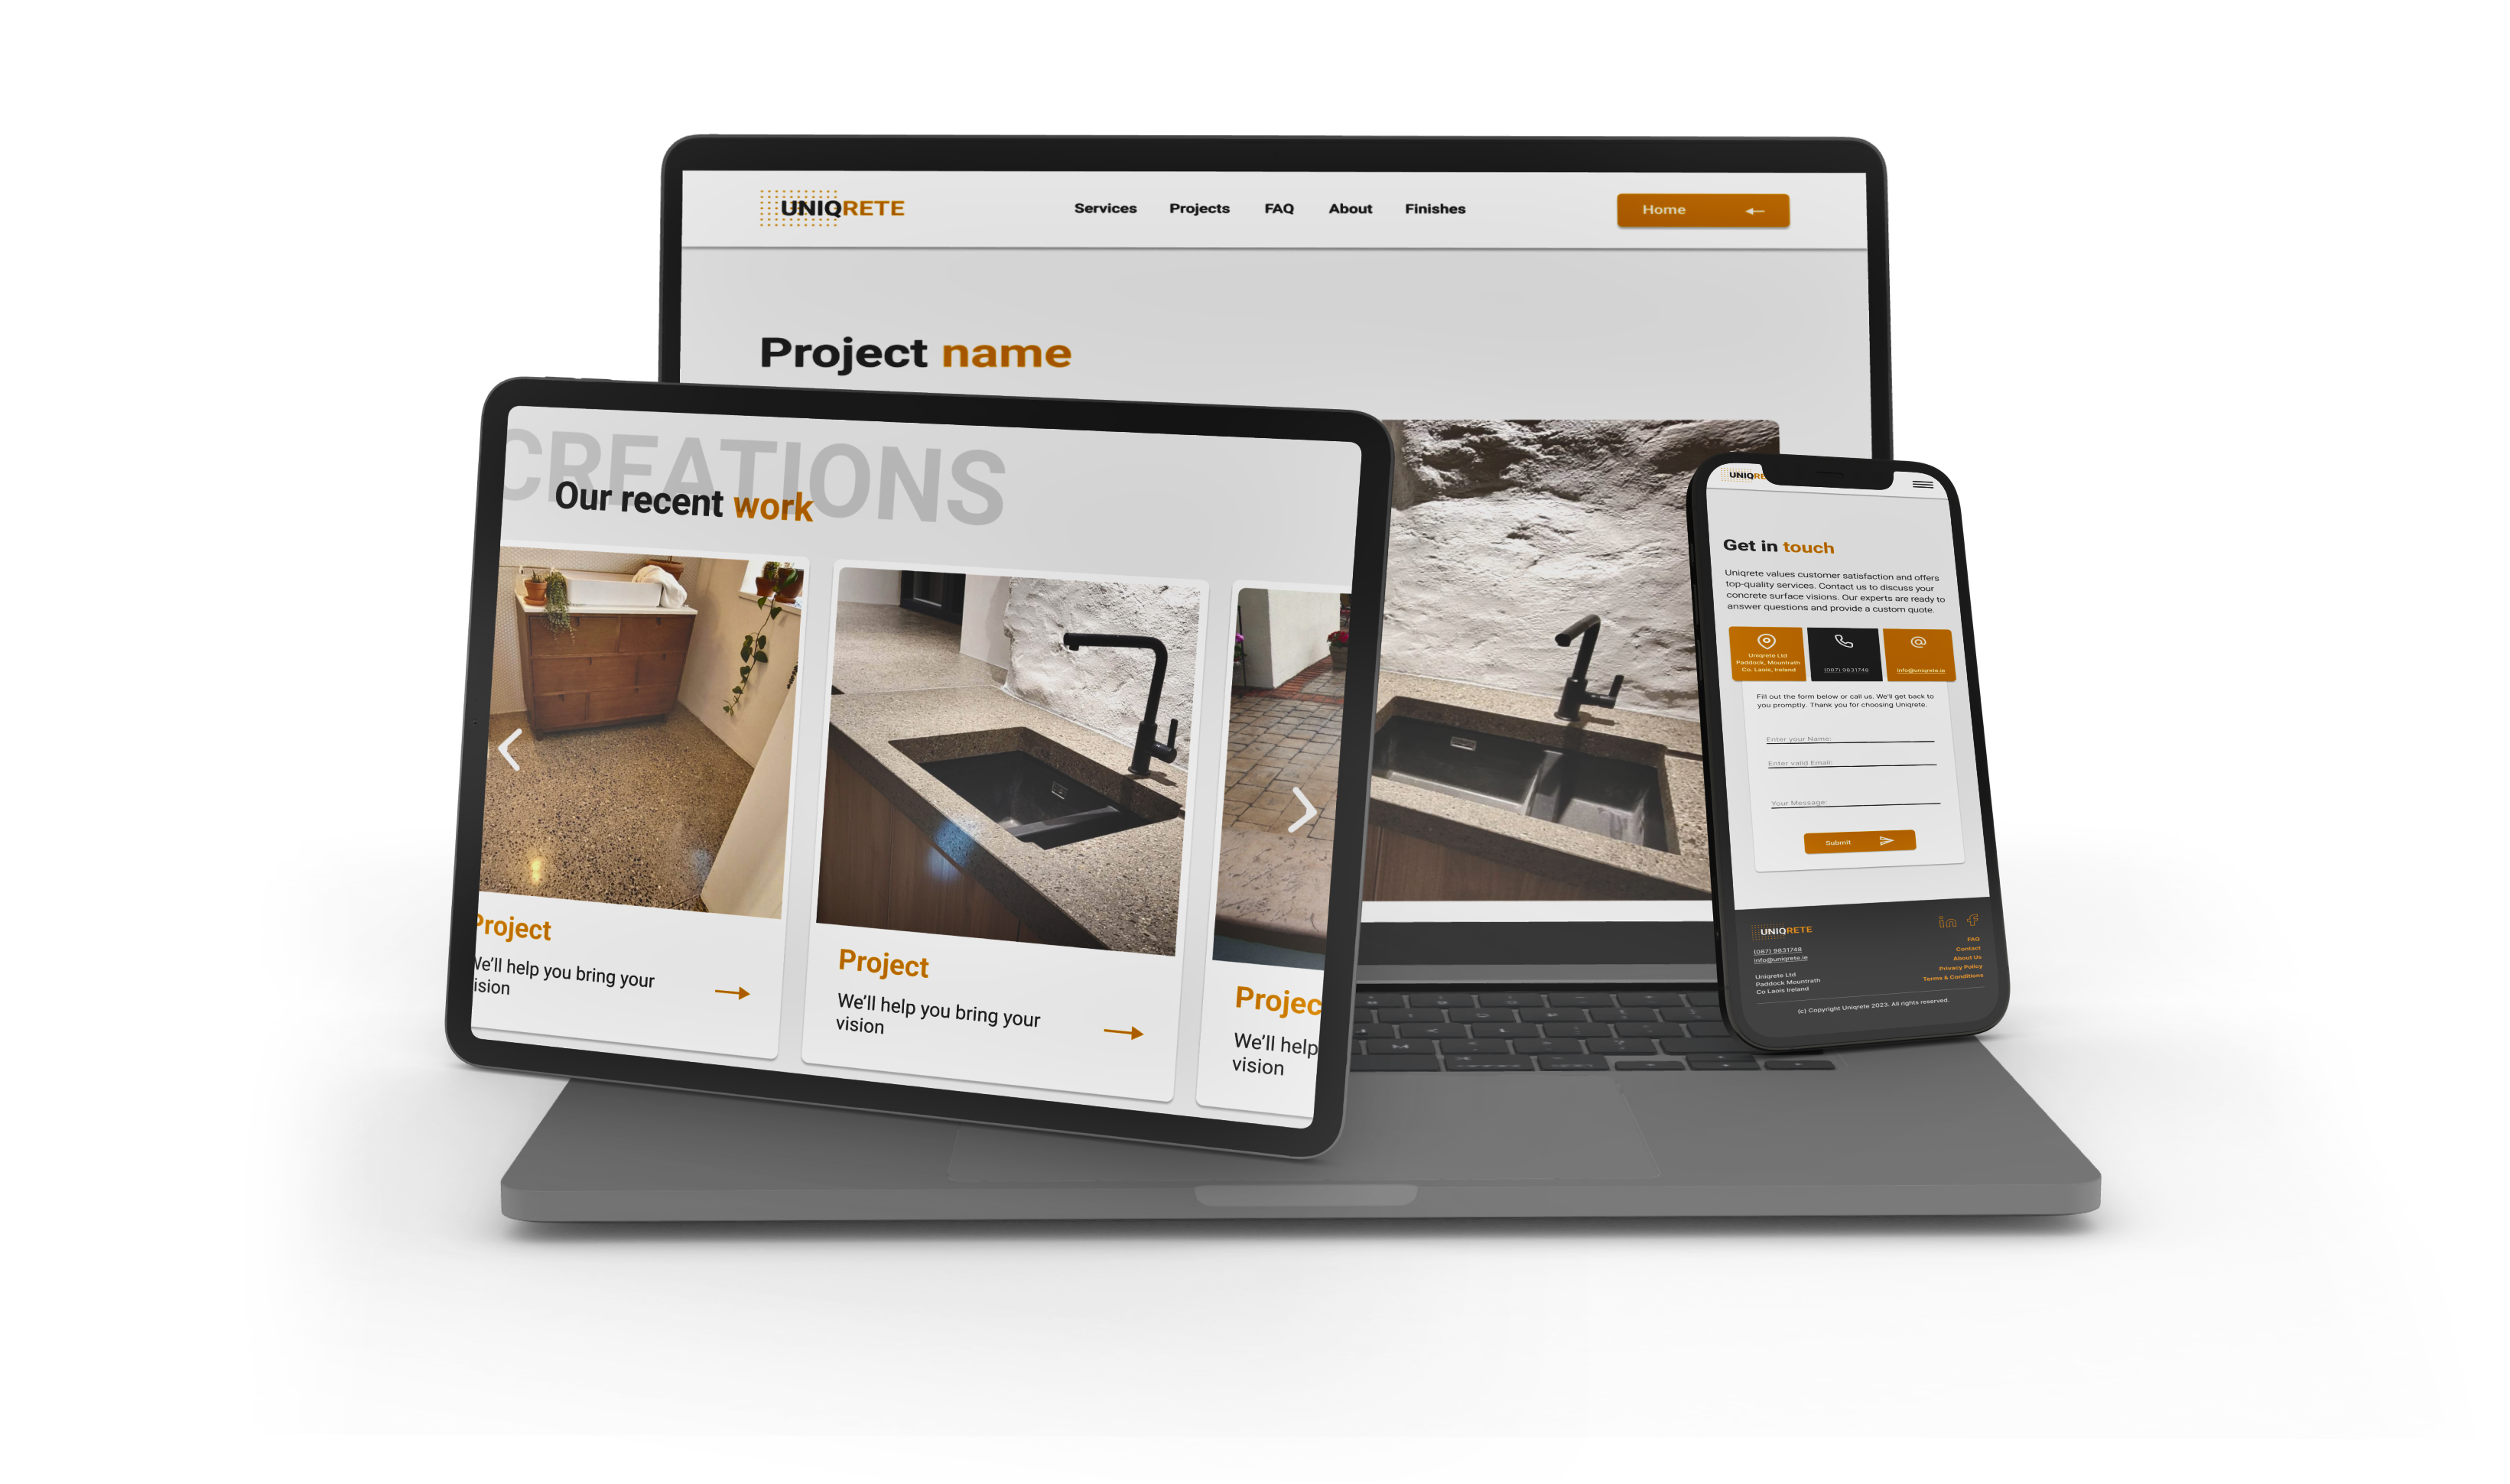 UNIQRETE
Services Projects FAQ About Finishes
Home
Project name
CREATIONS
Our recent work
Project
We'll help you bring your
vision
Project
We'll help you bring your
vision
Projec
We'll help
vision
UNIQRE
Get in touch
Uniqrete values customer satisfaction and offers
top-quality services. Contact us to discuss your
concrete surface visions. Our experts are ready to
answer questions and provide a custom quote.
Uniqrete Ltd
Paddock, Mountrath
Co. Laois, Ireland
(087) 9831748
info@uniqrete.ie
Fill out the form below or call us. We'll get back to
you promptly. Thank you for choosing Uniqrete.
Enter your Name:
Enter valid Email:
Your Message:
Submit
UNIQRETE
(087) 9831748
info@uniqrete.ie
Uniqrete Ltd
Paddock Mountrath
Co Laois Ireland
in f
FAQ
Contact
About Us
Privacy Policy
Terms & Conditions
(c) Copyright Uniqrete 2023. All rights reserved.